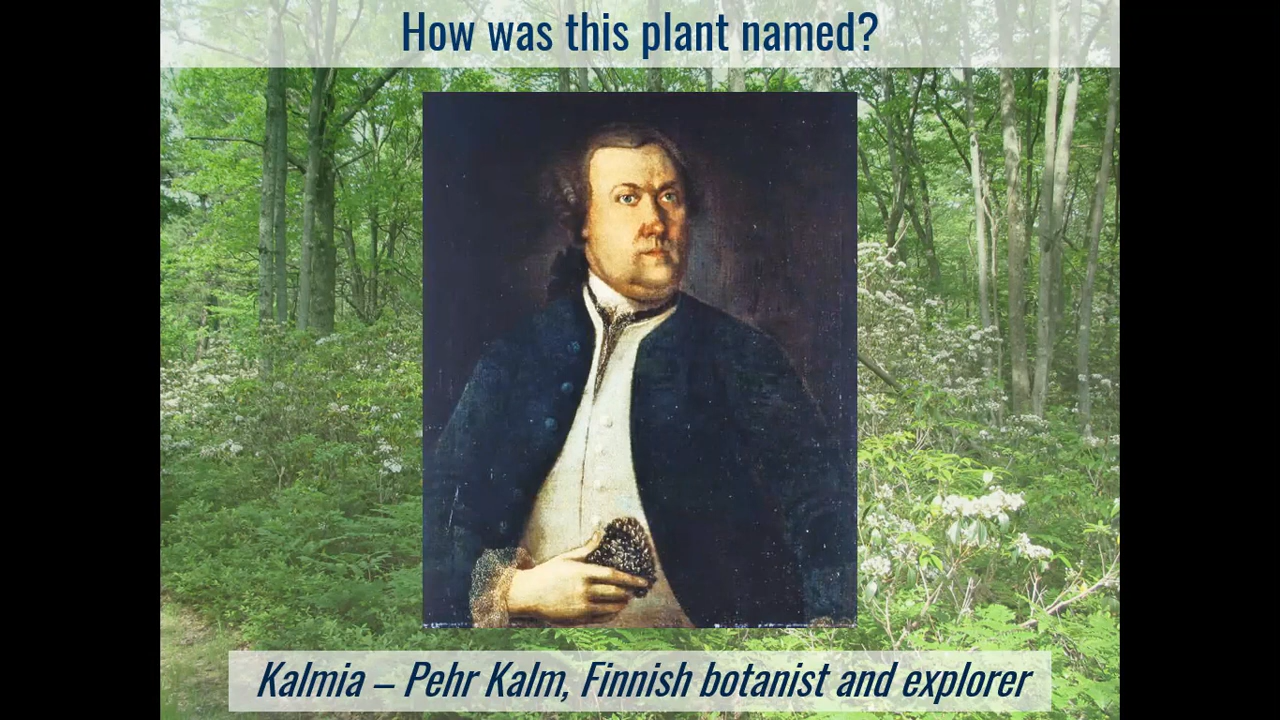 How was this plant named?
Kalmia – Pehr Kalm, Finnish botanist and explorer